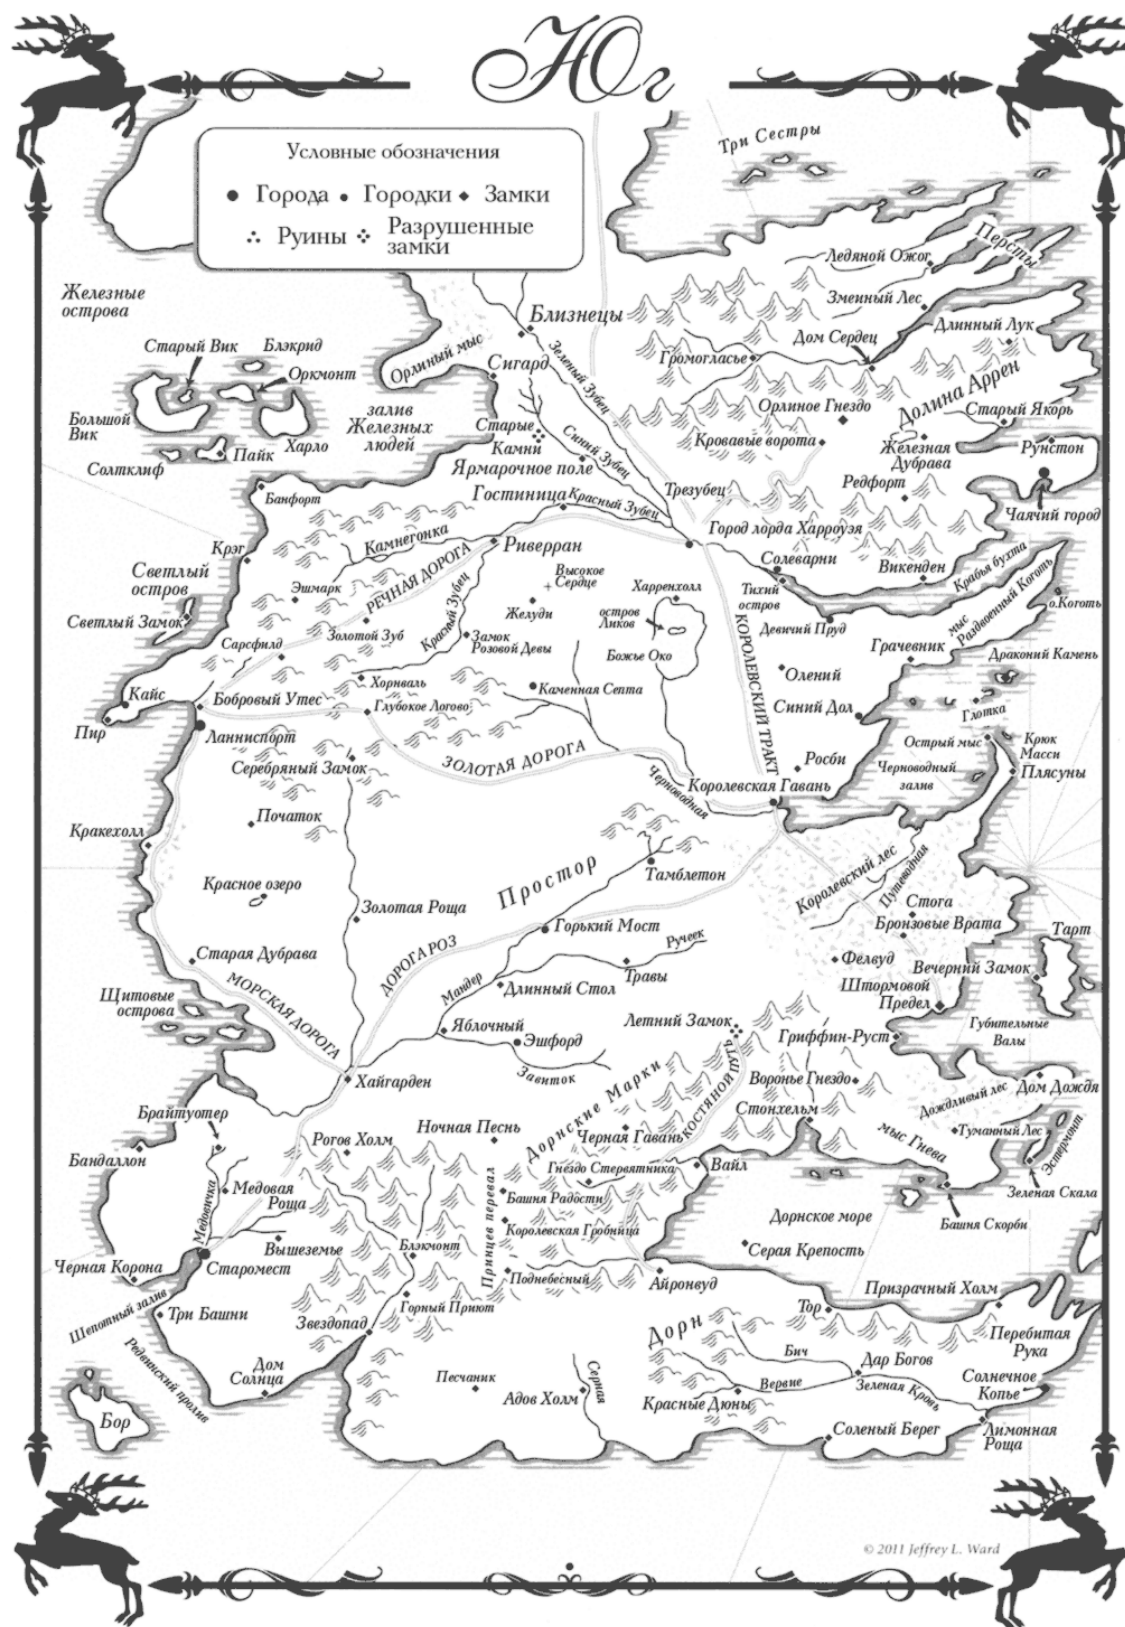 Юг
Условные обозначения
Города
Городки
Замки
Руины
Разрушенные
замки
Три Сестры
Персты
Ледяной Ожог
Змеиный Лес
Длинный Лук
Дом Сердец
Громогласье
Долина Аррен
Орлиное Гнездо
Старый Якорь
Кровавые ворота
Железная
Дубрава
Рунстон
Редфорт
Чаячий город
Железные
острова
Старый Вик
Блэкрид
Оркмонт
Большой
Вик
Харло
Пайк
Солтклиф
залив
Железных
людей
Орлиный мыс
Близнецы
Сигард
Зеленый Зубец
Старые
Камни
Синий Зубец
Ярмарочное поле
Трезубец
Банфорт
Гостиница
Красный Зубец
Город лорда Харроуэя
Крэг
Камнегонка
Риверран
Солеварни
Викенден
Крабья бухта
Светлый
остров
Эшмарк
РЕЧНАЯ ДОРОГА
Высокое
Сердце
Харренхолл
Тихий
остров
мыс
Раздвоенный Коготь
о.Коготь
Светлый Замок
Золотой Зуб
Красный Зубец
Желуди
остров
Ликов
Девичий Пруд
Сарсфилд
Замок
Розовой Девы
Божье Око
КОРОЛЕВСКИЙ ТРАКТ
Грачевник
Драконий Камень
Хорнваль
Олений
Кайс
Бобровый Утес
Каменная Септа
Глубокое Логово
Синий Дол
Глотка
Пир
Ланниспорт
Острый мыс
Крюк
Масси
Серебряный Замок
ЗОЛОТАЯ ДОРОГА
Росби
Черноводный
залив
Плясуны
Черноводная
Королевская Гавань
Кракехолл
Початок
Простор
Тамблетон
Королевский лес
Путеводная
Красное озеро
Золотая Роща
Стога
Горький Мост
Бронзовые Врата
Тарт
Старая Дубрава
ДОРОГА РОЗ
Ручеек
Фелвуд
Вечерний Замок
МОРСКАЯ ДОРОГА
Мандер
Травы
Длинный Стол
Штормовой
Предел
Щитовые
острова
Яблочный
Эшфорд
Летний Замок
Гриффин-Руст
Губительные
Валы
Завиток
Хайгарден
Дорнские Марки
КОСТЯНОЙ ПУТЬ
Воронье Гнездо
Дождливый лес
Дом Дождя
Брайтуотер
Ночная Песнь
Стонхельм
Рогов Холм
Черная Гавань
мыс Гнева
Туманный Лес
Эстермонт
Бандаллон
Гнездо Стервятника
Вайл
Медовая
Роща
Башня Радости
Зеленая Скала
Медовичка
Принцев перевал
Королевская Гробница
Дорнское море
Башня Скорби
Вышеземье
Блэкмонт
Серая Крепость
Черная Корона
Старомест
Поднебесный
Айронвуд
Шепотный залив
Три Башни
Горный Приют
Призрачный Холм
Звездопад
Тор
Дорн
Перебитая
Рука
Редвинский пролив
Бич
Дар Богов
Дом
Солнца
Песчаник
Серная
Вервие
Зеленая Кровь
Солнечное
Копье
Адов Холм
Красные Дюны
Бор
Соленый Берег
Лимонная
Роща
© 2011 Jeffrey L. Ward